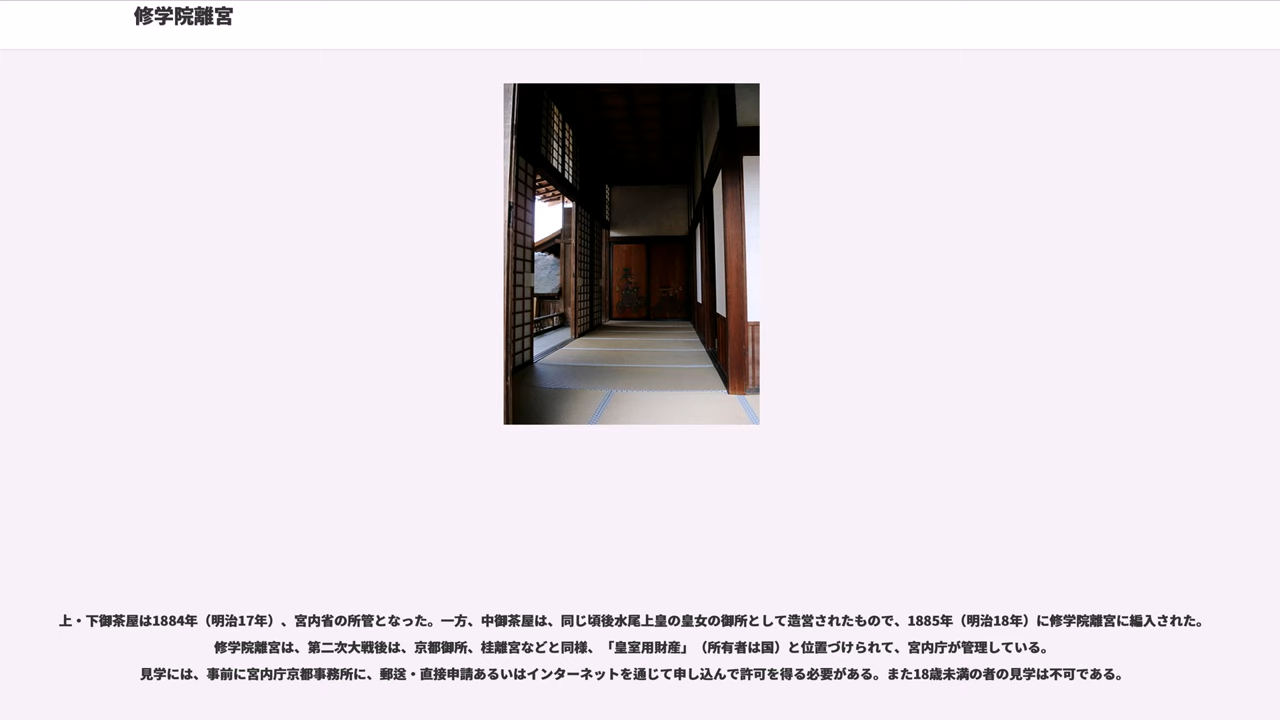 修学院離宮
上・下御茶屋は1884年（明治17年）、宮内省の所管となった。一方、中御茶屋は、同じ頃後水尾上皇の皇女の御所として造営されたもので、1885年（明治18年）に修学院離宮に編入された。
修学院離宮は、第二次大戦後は、京都御所、桂離宮などと同様、「皇室用財産」（所有者は国）と位置づけられて、宮内庁が管理している。
見学には、事前に宮内庁京都事務所に、郵送・直接申請あるいはインターネットを通じて申し込んで許可を得る必要がある。また18歳未満の者の見学は不可である。